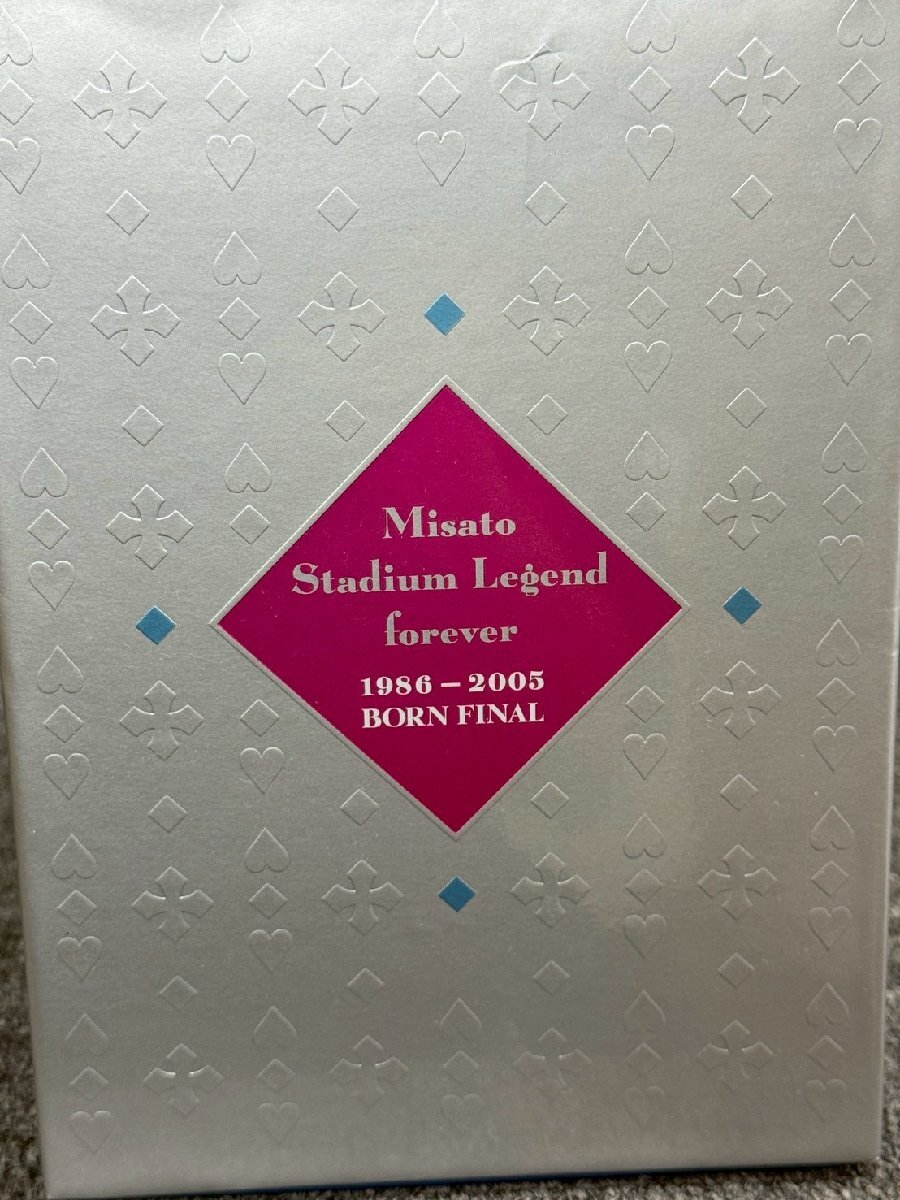 Misato
Stadium Legend
forever
1986 – 2005
BORN FINAL